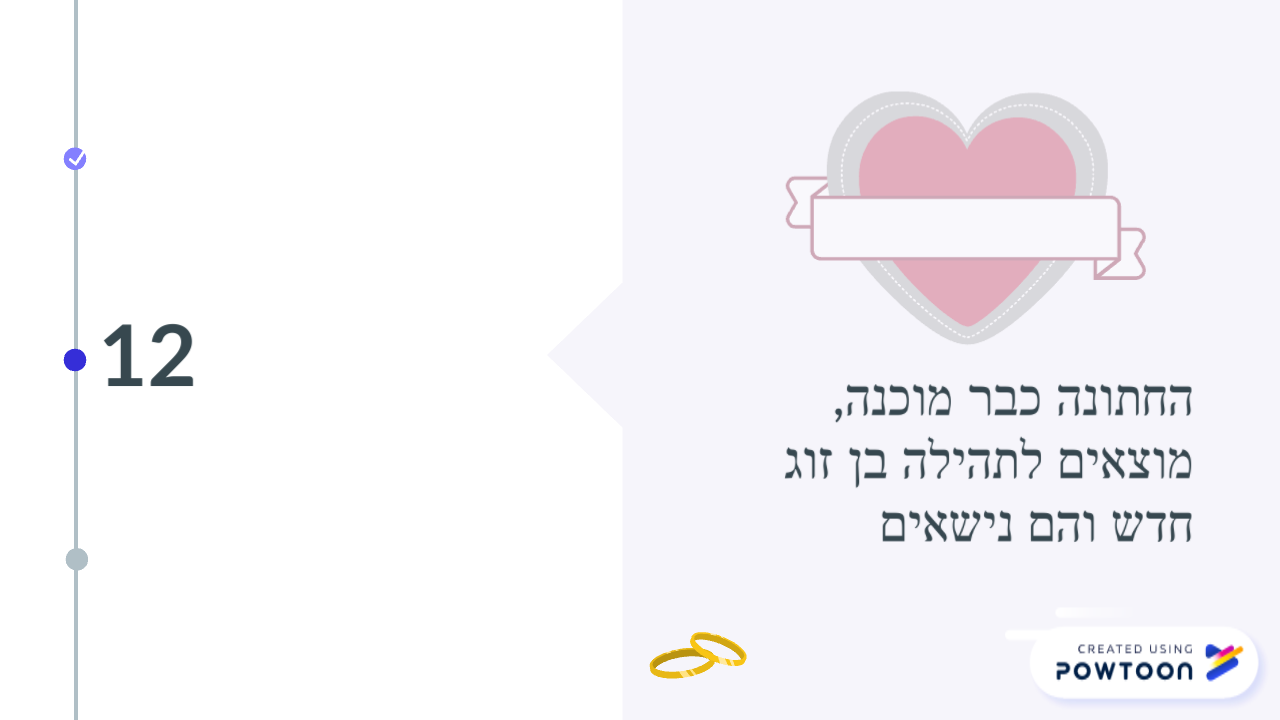 12
החתונה כבר מוכנה,
מוצאים לתהילה בן זוג
חדש והם נישאים
CREATED USING
POWTOON